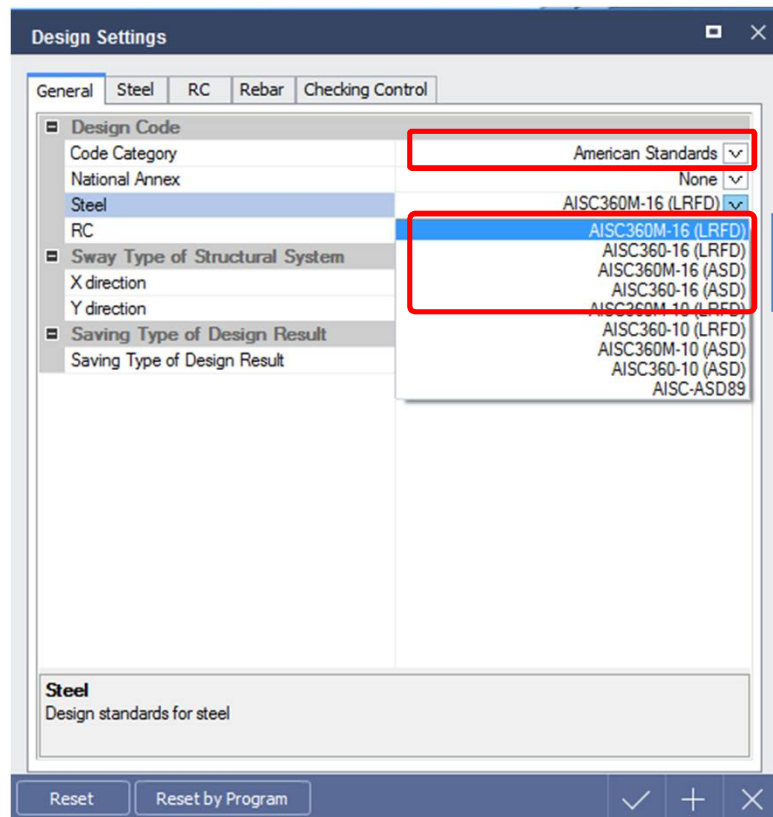 Design Settings
General Steel RC Rebar Checking Control
Design Code
Code Category American Standards
National Annex None
Steel AISC360M-16 (LRFD)
RC AISC360M-16 (LRFD)
AISC360-16 (LRFD)
Sway Type of Structural System
AISC360M-16 (ASD)
X direction AISC360-16 (ASD)
Y direction AISC360M-10 (LRFD)
Saving Type of Design Result AISC360-10 (LRFD)
AISC360M-10 (ASD)
Saving Type of Design Result AISC360-10 (ASD)
AISC-ASD89
Steel
Design standards for steel
Reset Reset by Program